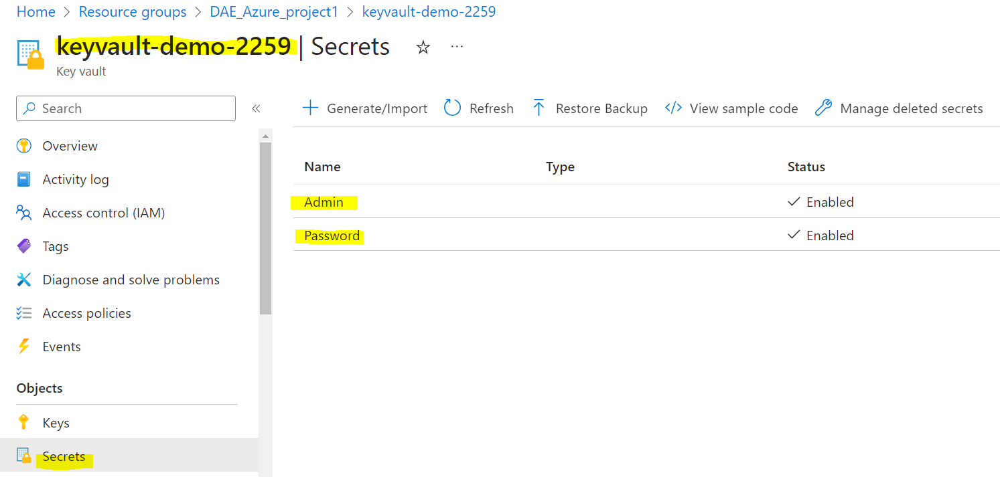 Home > Resource groups > DAE_Azure_project1 > keyvault-demo-2259
keyvault-demo-2259 | Secrets ☆ ...
Key vault
Search «
Generate/Import Refresh Restore Backup View sample code Manage deleted secrets
Overview
Activity log
Access control (IAM)
Tags
Diagnose and solve problems
Access policies
Events
Objects
Keys
Secrets
Name Type Status
Admin ✓ Enabled
Password ✓ Enabled